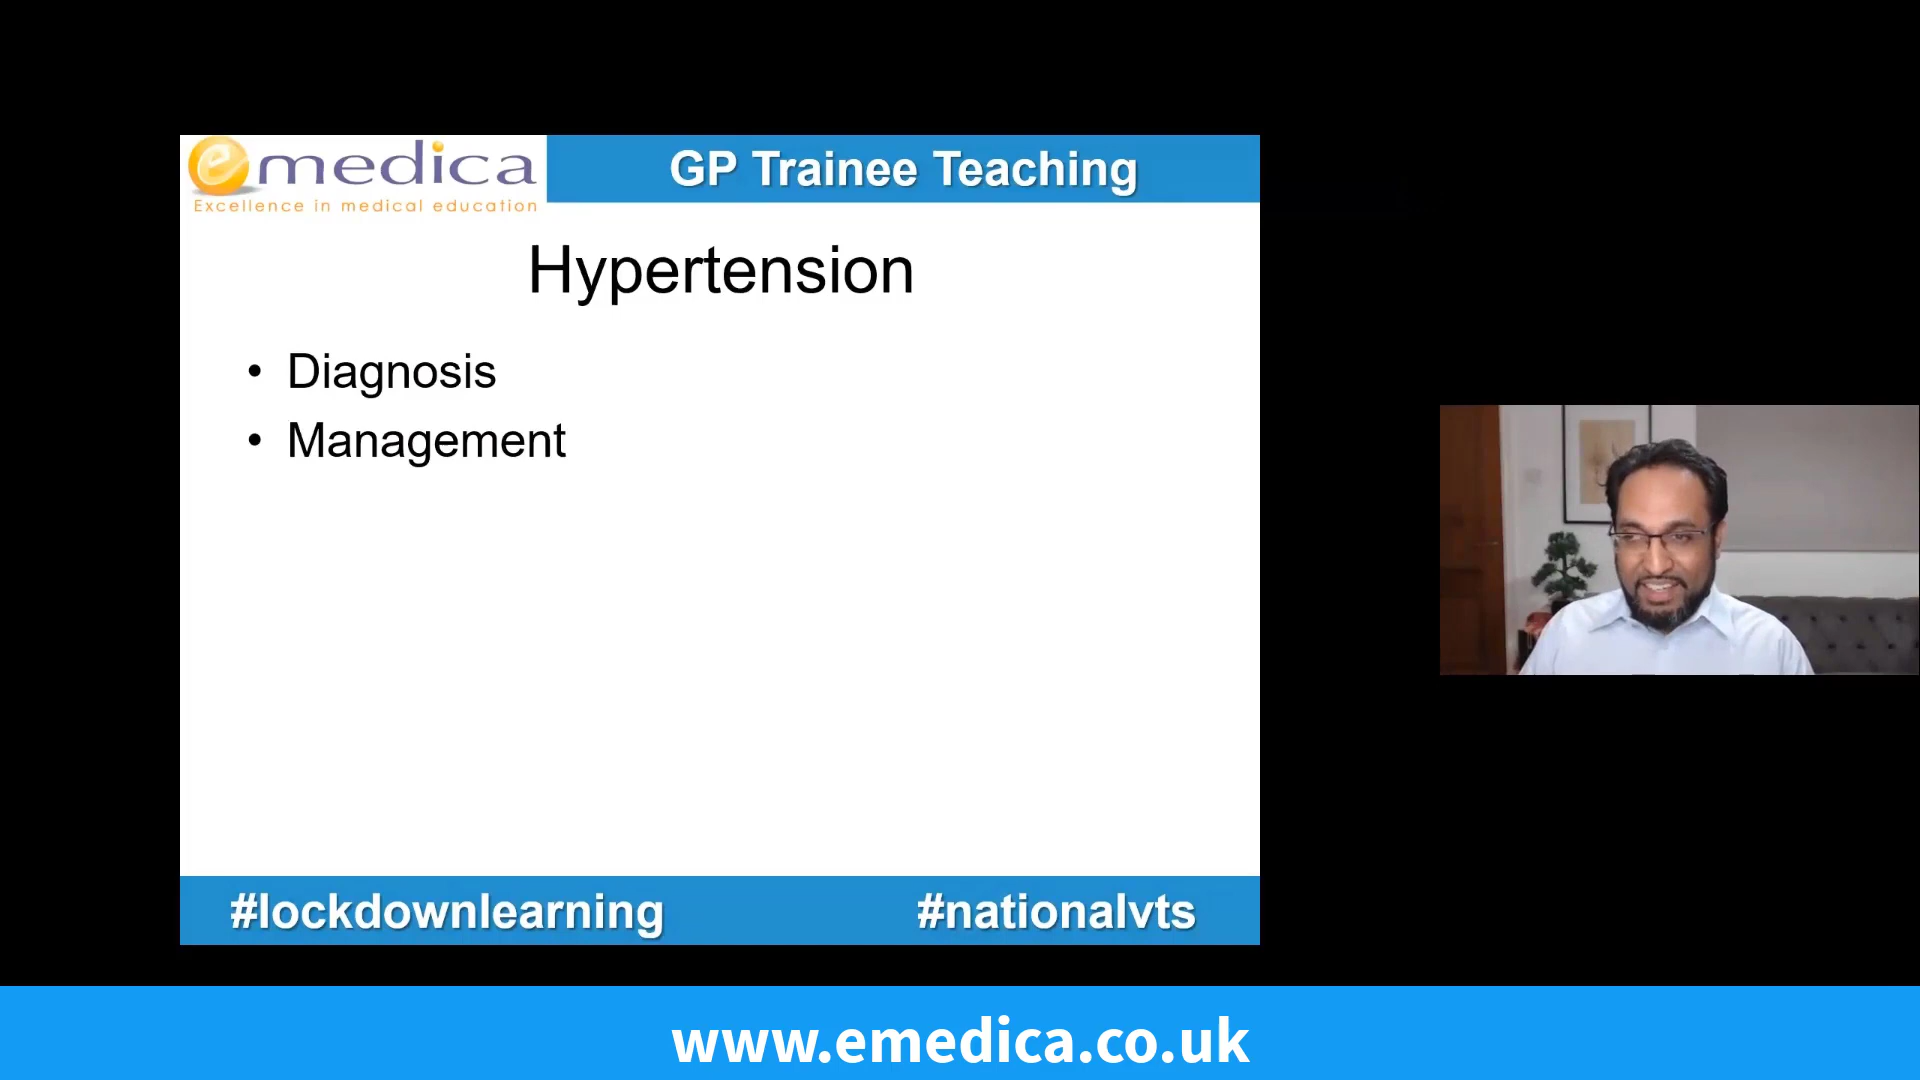 emedica
Excellence in medical education
GP Trainee Teaching
Hypertension
• Diagnosis
• Management
#lockdownlearning
#nationalvts
www.emedica.co.uk